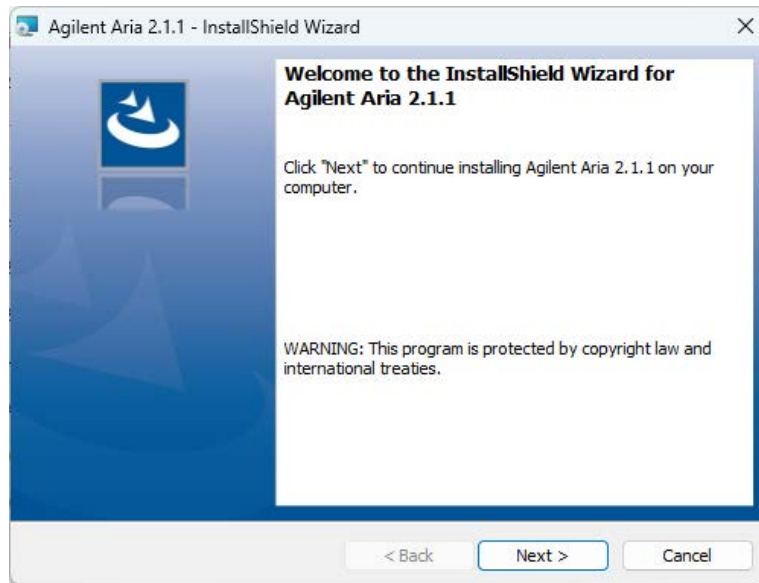 Agilent Aria 2.1.1 - InstallShield Wizard
Welcome to the InstallShield Wizard for
Agilent Aria 2.1.1
Click "Next" to continue installing Agilent Aria 2.1.1 on your
computer.
WARNING: This program is protected by copyright law and
international treaties.
< Back
Next >
Cancel